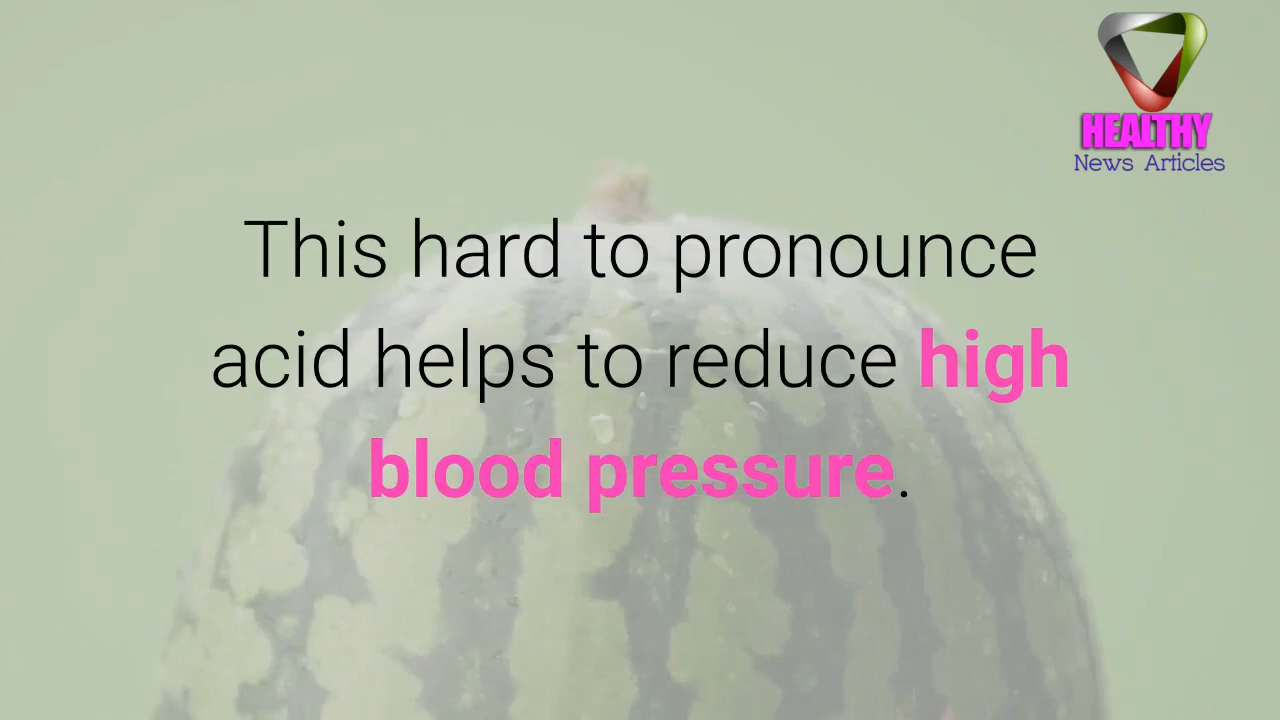 HEALTHY
News Articles
This hard to pronounce
acid helps to reduce high
blood pressure.